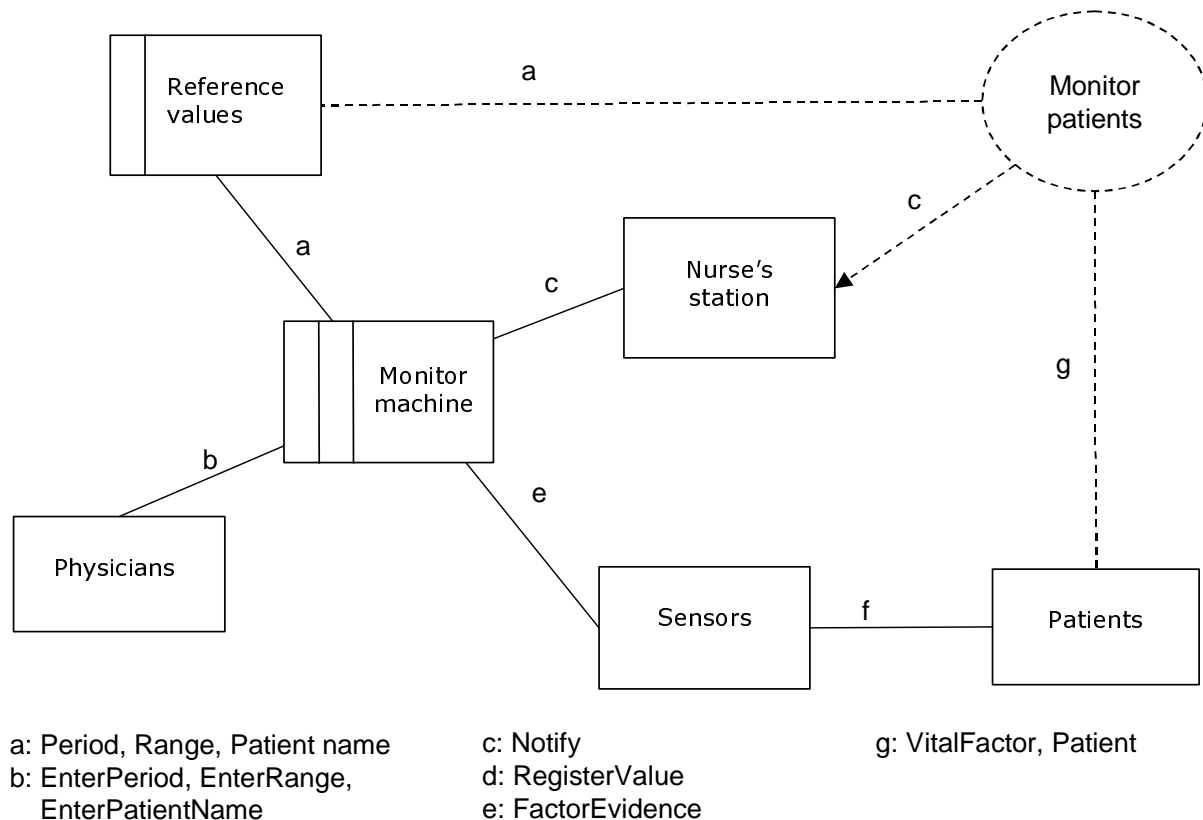 Reference
values
a
Monitor
patients
a
c
Nurse's
station
c
Monitor
machine
g
b
e
Physicians
Sensors
f
Patients
a: Period, Range, Patient name
b: EnterPeriod, EnterRange,
EnterPatientName
c: Notify
d: RegisterValue
e: FactorEvidence
g: VitalFactor, Patient